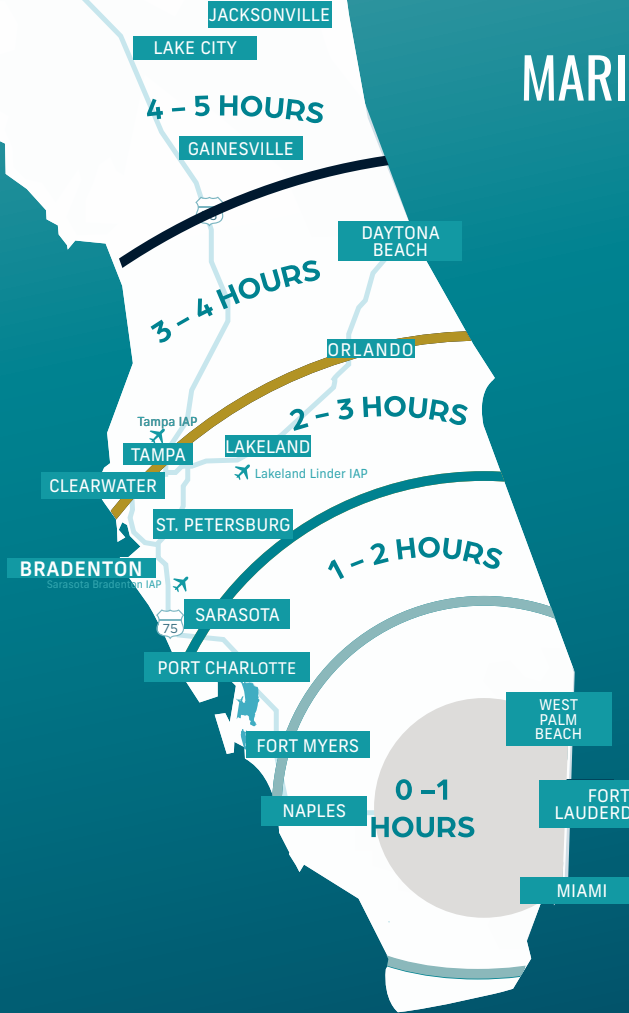 JACKSONVILLE
LAKE CITY
MARI
4 – 5 HOURS
GAINESVILLE
DAYTONA
BEACH
3 – 4 HOURS
ORLANDO
2 – 3 HOURS
Tampa IAP
TAMPA
LAKELAND
Lakeland Linder IAP
CLEARWATER
ST. PETERSBURG
1 – 2 HOURS
BRADENTON
Sarasota Bradenton IAP
SARASOTA
75
PORT CHARLOTTE
WEST
PALM
BEACH
FORT MYERS
0 –1
HOURS
NAPLES
FORT
LAUDERD
MIAMI